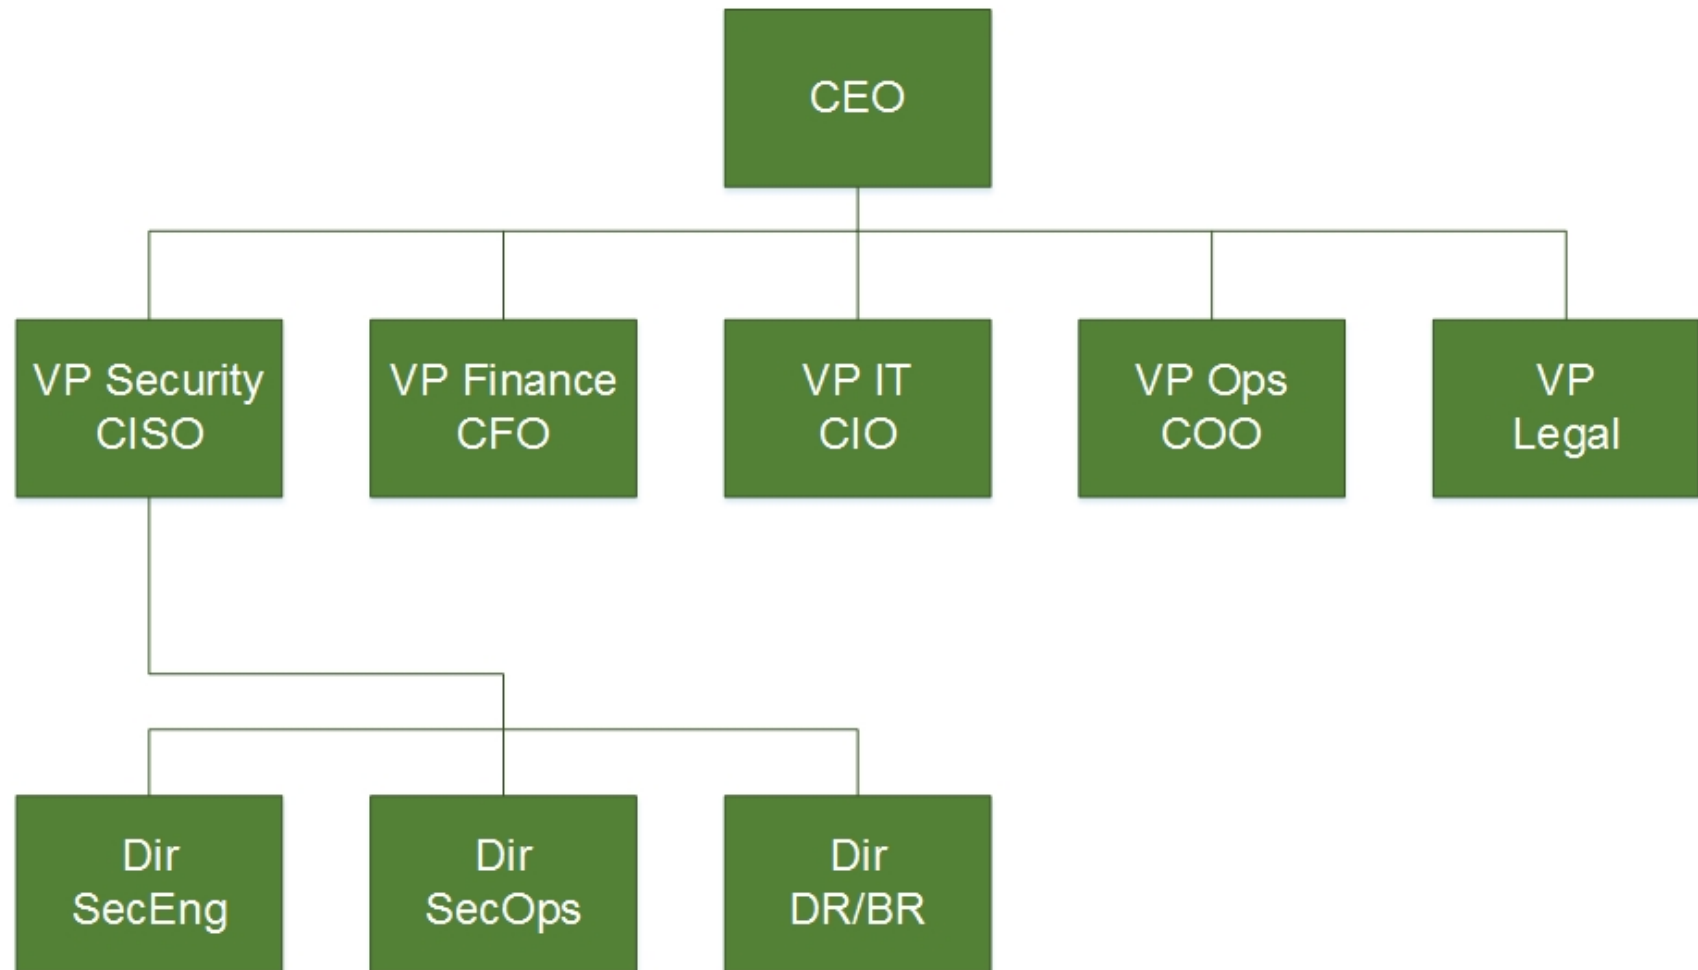 CEO
VP Security
CISO
VP Finance
CFO
VP IT
CIO
VP Ops
COO
VP
Legal
Dir
SecEng
Dir
SecOps
Dir
DR/BR